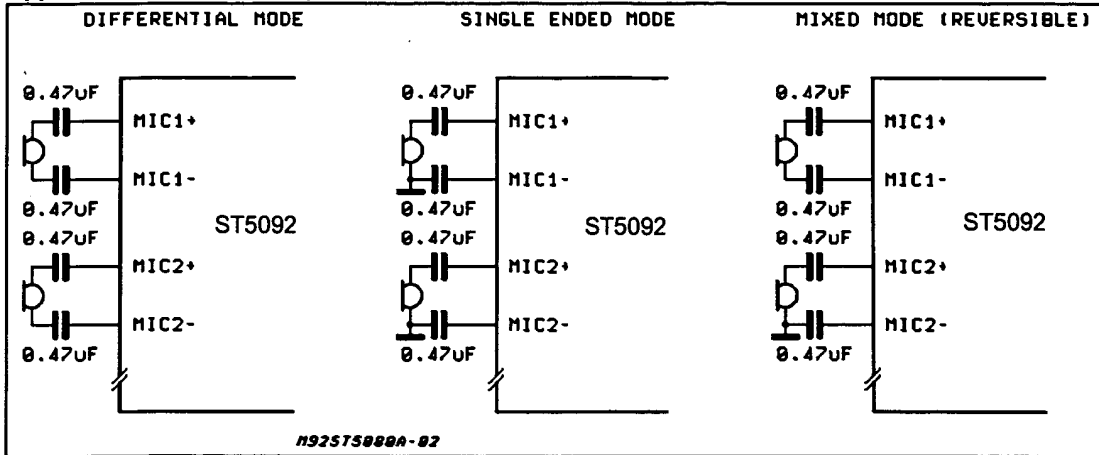 DIFFERENTIAL MODE
0.47uF
MIC1+
MIC1-
0.47uF
ST5092
0.47uF
MIC2+
MIC2-
0.47uF
SINGLE ENDED MODE
0.47uF
MIC1+
MIC1-
0.47uF
ST5092
0.47uF
MIC2+
MIC2-
0.47uF
MIXED MODE (REVERSIBLE)
0.47uF
MIC1+
MIC1-
0.47uF
ST5092
0.47uF
MIC2+
MIC2-
0.47uF
M92ST5080A-02